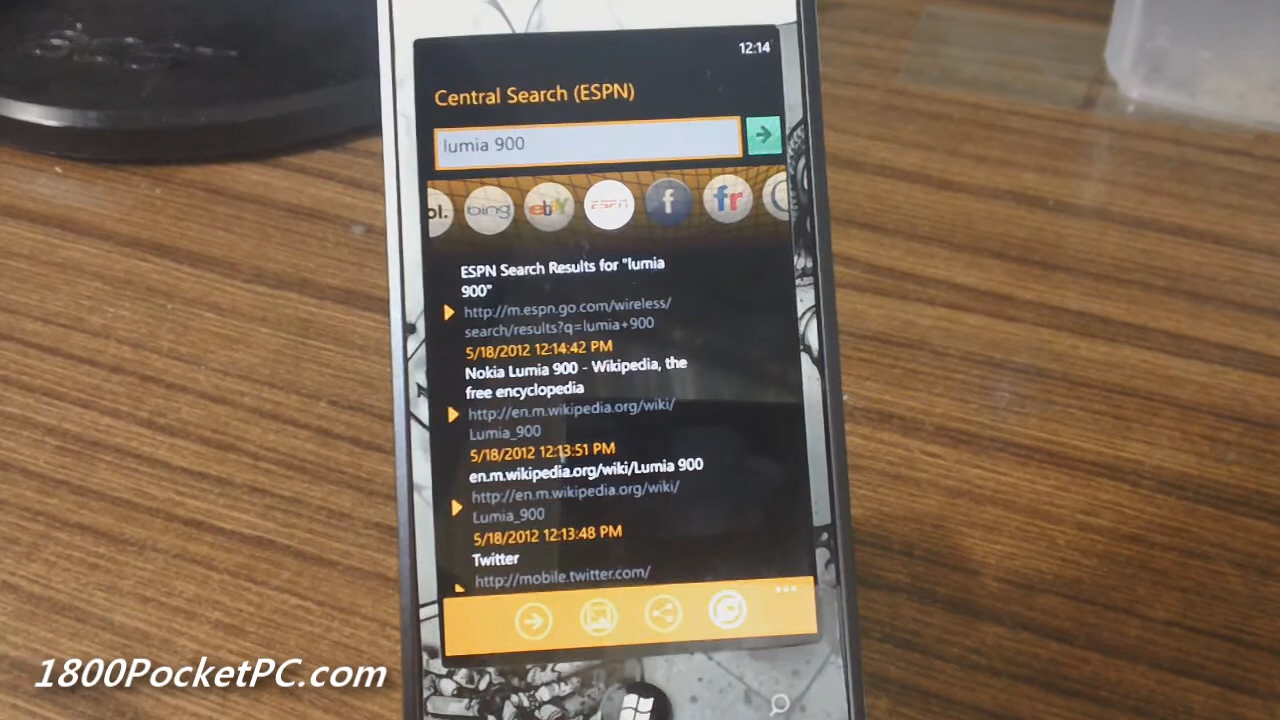 12:14
Central Search (ESPN)
lumia 900
ol. bing ebay ESPN f fr
ESPN Search Results for "lumia
900"
http://m.espn.go.com/wireless/
search/results?q=lumia+900
5/18/2012 12:14:42 PM
Nokia Lumia 900 - Wikipedia, the
free encyclopedia
http://en.m.wikipedia.org/wiki/
Lumia_900
5/18/2012 12:13:51 PM
en.m.wikipedia.org/wiki/Lumia 900
http://en.m.wikipedia.org/wiki/
Lumia_900
5/18/2012 12:13:48 PM
Twitter
http://mobile.twitter.com/
1800PocketPC.com